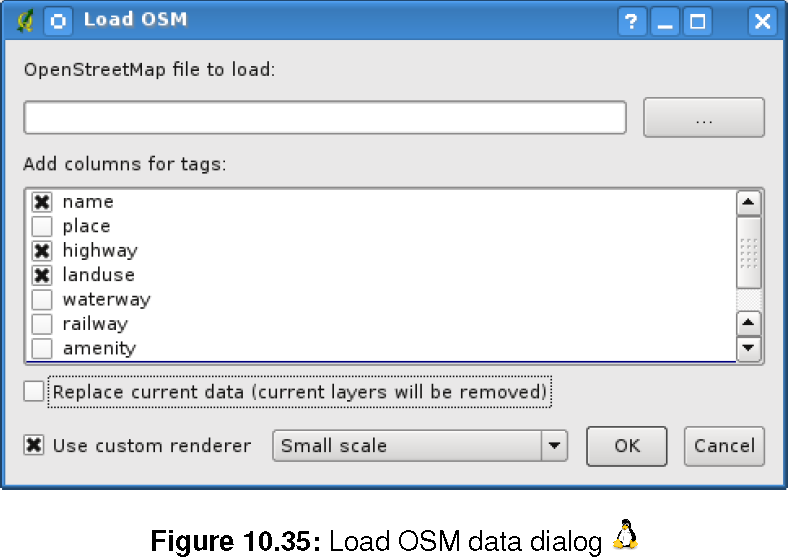 Load OSM
?
OpenStreetMap file to load:
...
Add columns for tags:
name
place
highway
landuse
waterway
railway
amenity
Replace current data (current layers will be removed)
Use custom renderer Small scale OK Cancel
Figure 10.35: Load OSM data dialog